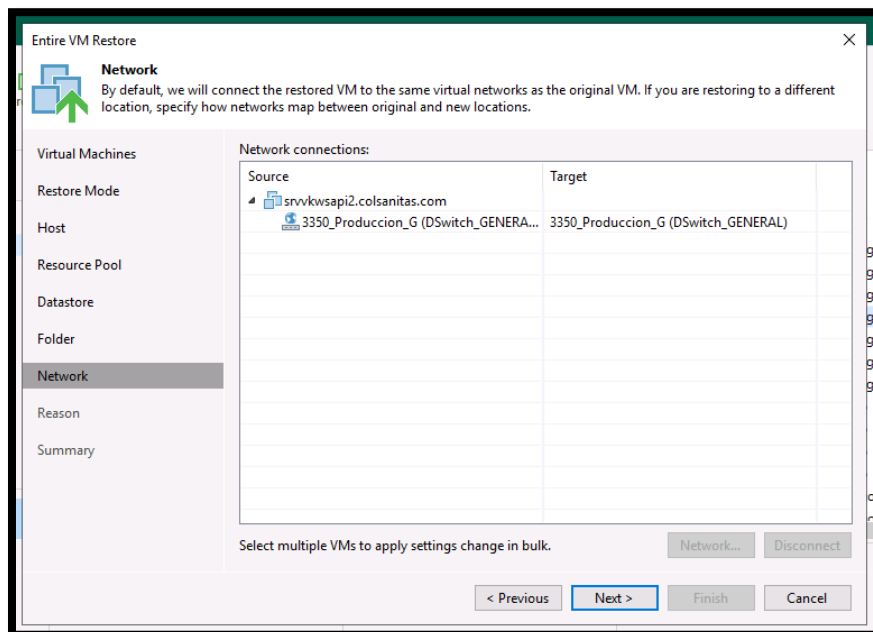 Entire VM Restore
Network
By default, we will connect the restored VM to the same virtual networks as the original VM. If you are restoring to a different
location, specify how networks map between original and new locations.
Virtual Machines
Restore Mode
Host
Resource Pool
Datastore
Folder
Network
Reason
Summary
Network connections:
Source Target
srvvkwsapi2.colsanitas.com
3350_Produccion_G (DSwitch_GENERA... 3350_Produccion_G (DSwitch_GENERAL)
Select multiple VMs to apply settings change in bulk. Network... Disconnect
< Previous Next > Finish Cancel